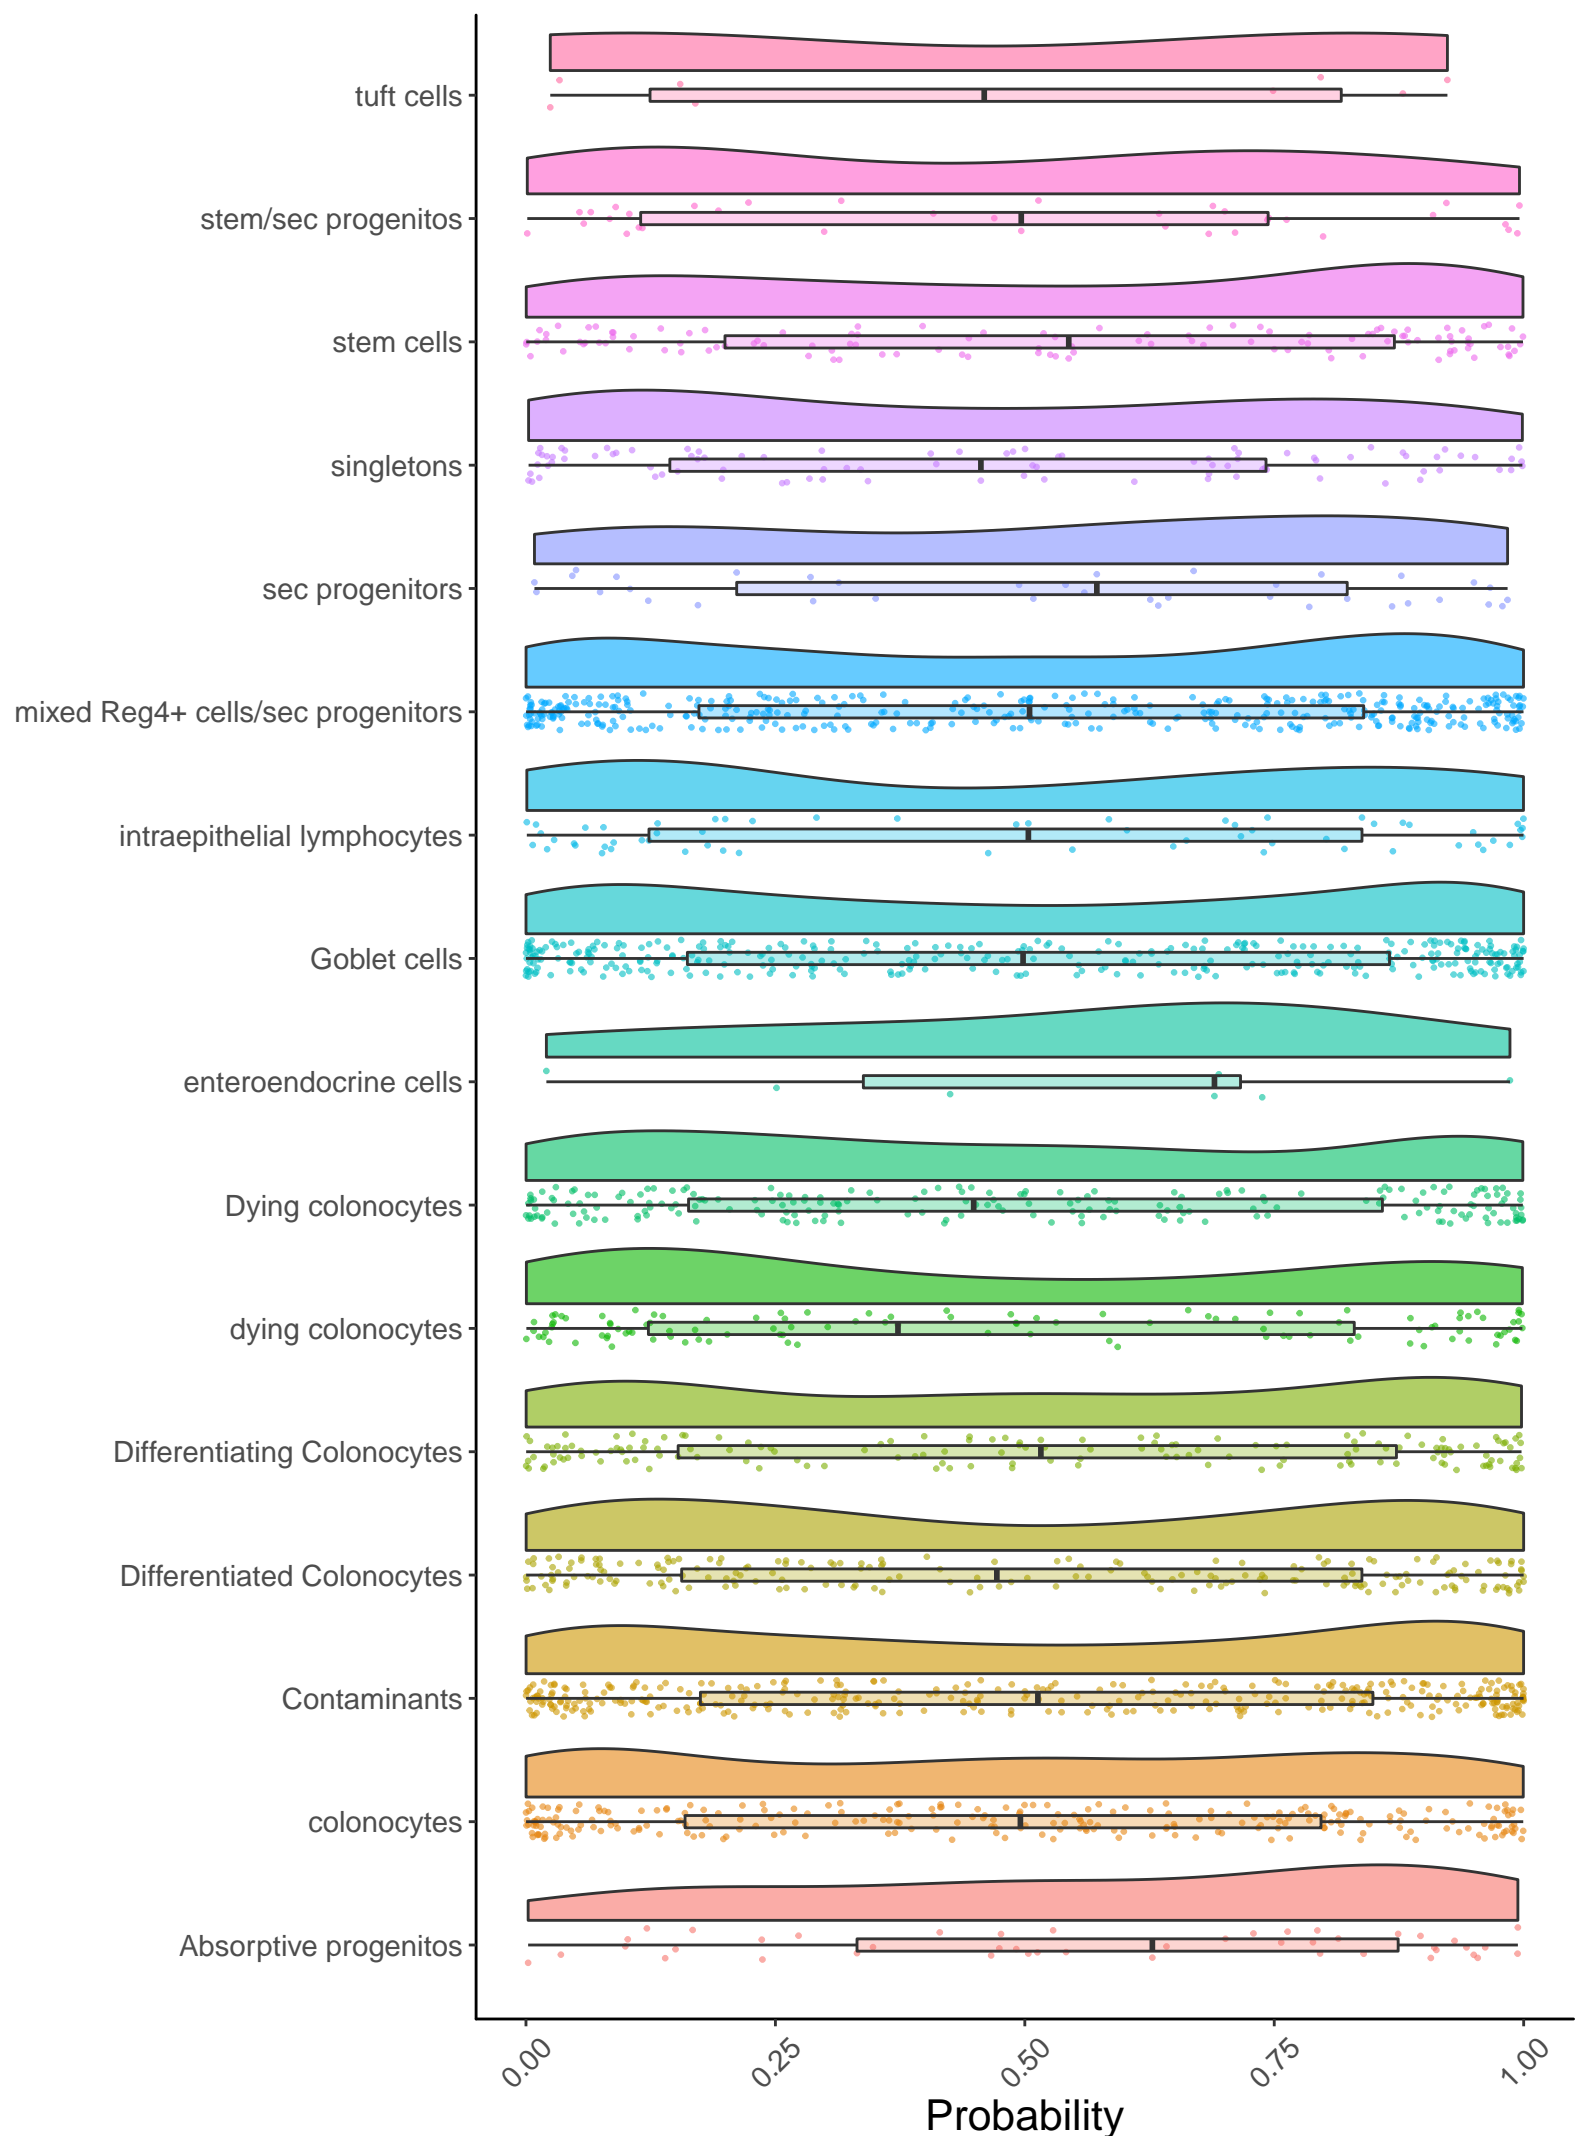 tuft cells
stem/sec progenitos
stem cells
singletons
sec progenitors
mixed Reg4+ cells/sec progenitors
intraepithelial lymphocytes
Goblet cells
enteroendocrine cells
Dying colonocytes
dying colonocytes
Differentiating Colonocytes
Differentiated Colonocytes
Contaminants
colonocytes
Absorptive progenitos
0.00 0.25 0.50 0.75 1.00
Probability